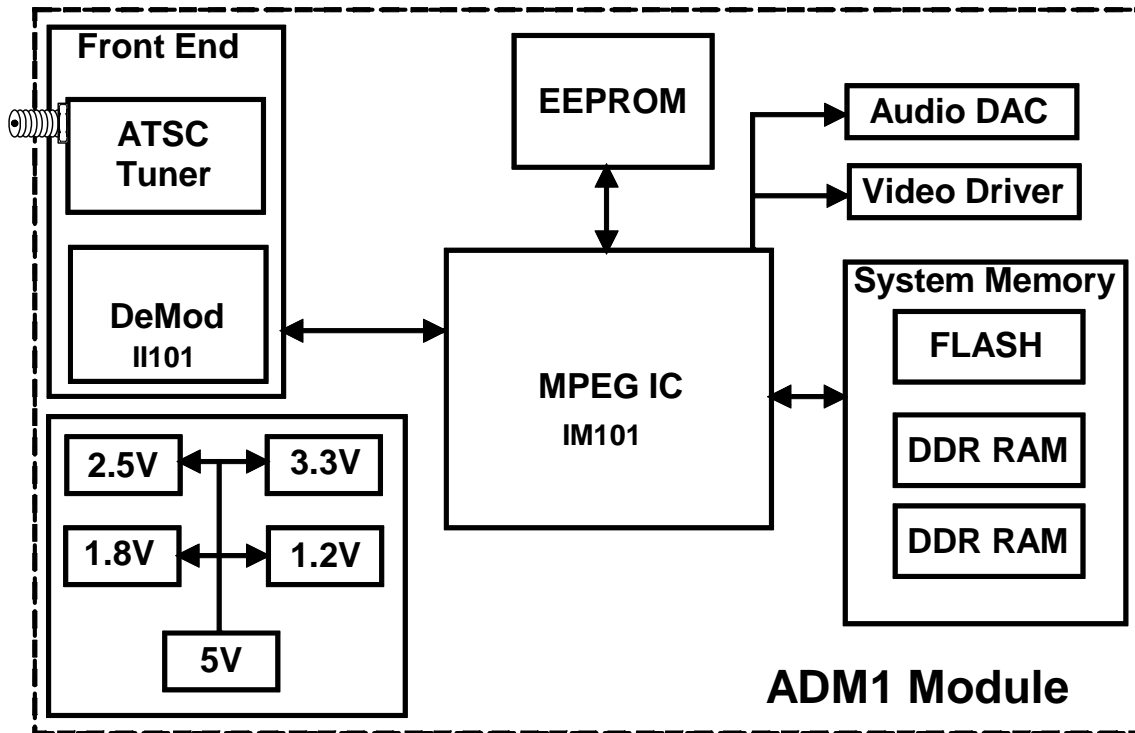 Front End
ATSC
Tuner
DeMod
II101
EEPROM
Audio DAC
Video Driver
MPEG IC
IM101
System Memory
FLASH
DDR RAM
DDR RAM
2.5V
3.3V
1.8V
1.2V
5V
ADM1 Module